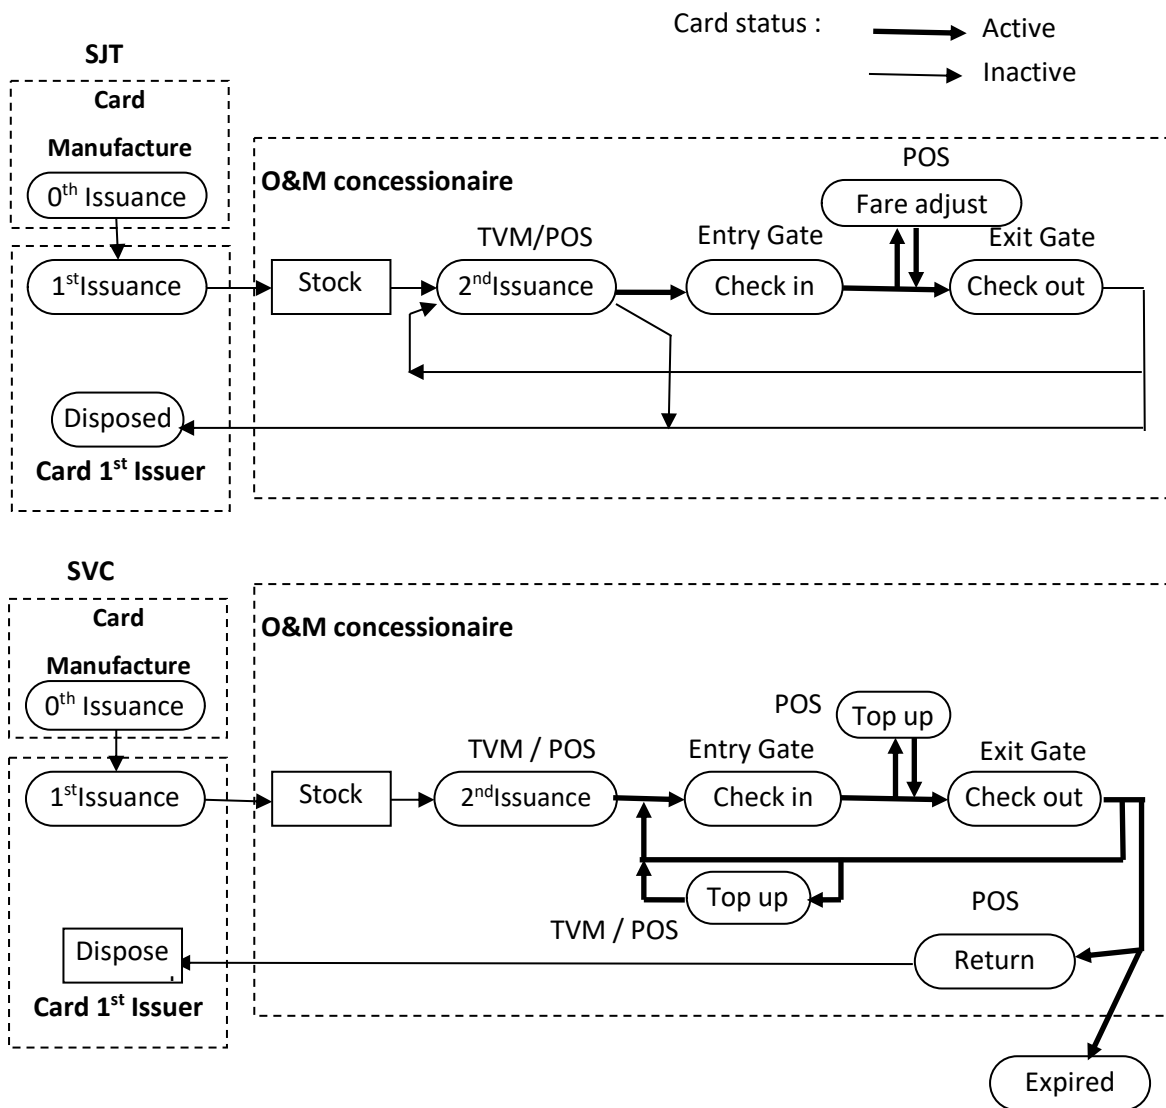 Card status :
Active
Inactive
SJT
Card
Manufacture
0th Issuance
1stIssuance
Disposed
Card 1st Issuer
O&M concessionaire
POS
Fare adjust
TVM/POS
Entry Gate
Exit Gate
Stock
2ndIssuance
Check in
Check out
SVC
Card
Manufacture
0th Issuance
1stIssuance
Dispose
Card 1st Issuer
O&M concessionaire
POS
Top up
TVM / POS
Entry Gate
Exit Gate
Stock
2ndIssuance
Check in
Check out
Top up
TVM / POS
POS
Return
Expired